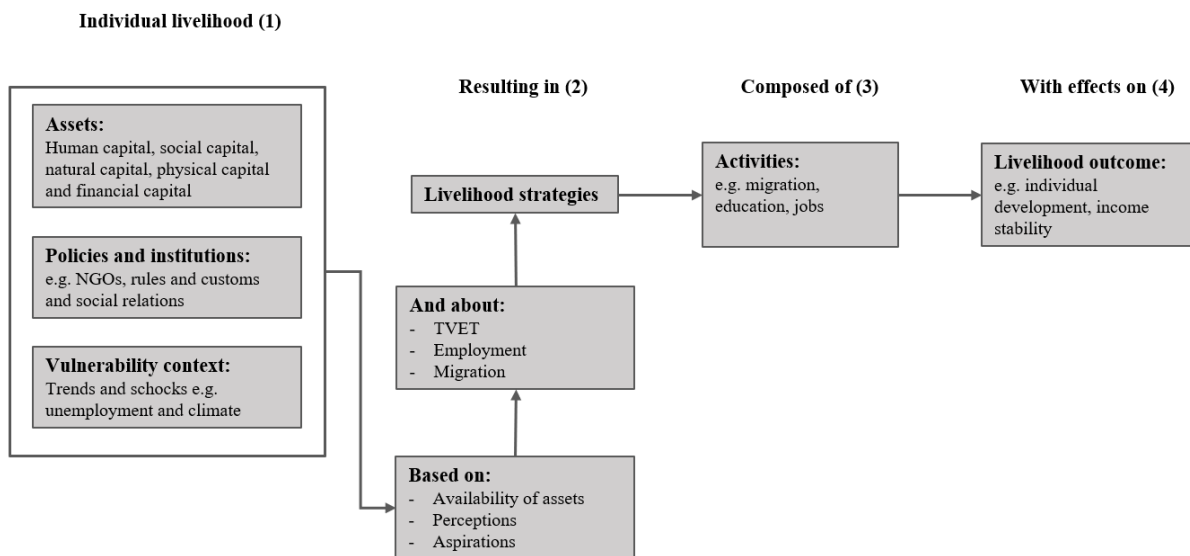 Individual livelihood (1)
Assets:
Human capital, social capital,
natural capital, physical capital
and financial capital
Policies and institutions:
e.g. NGOs, rules and customs
and social relations
Vulnerability context:
Trends and schocks e.g.
unemployment and climate
Resulting in (2)
Livelihood strategies
And about:
- TVET
- Employment
- Migration
Based on:
- Availability of assets
- Perceptions
- Aspirations
Composed of (3)
Activities:
e.g. migration,
education, jobs
With effects on (4)
Livelihood outcome:
e.g. individual
development, income
stability